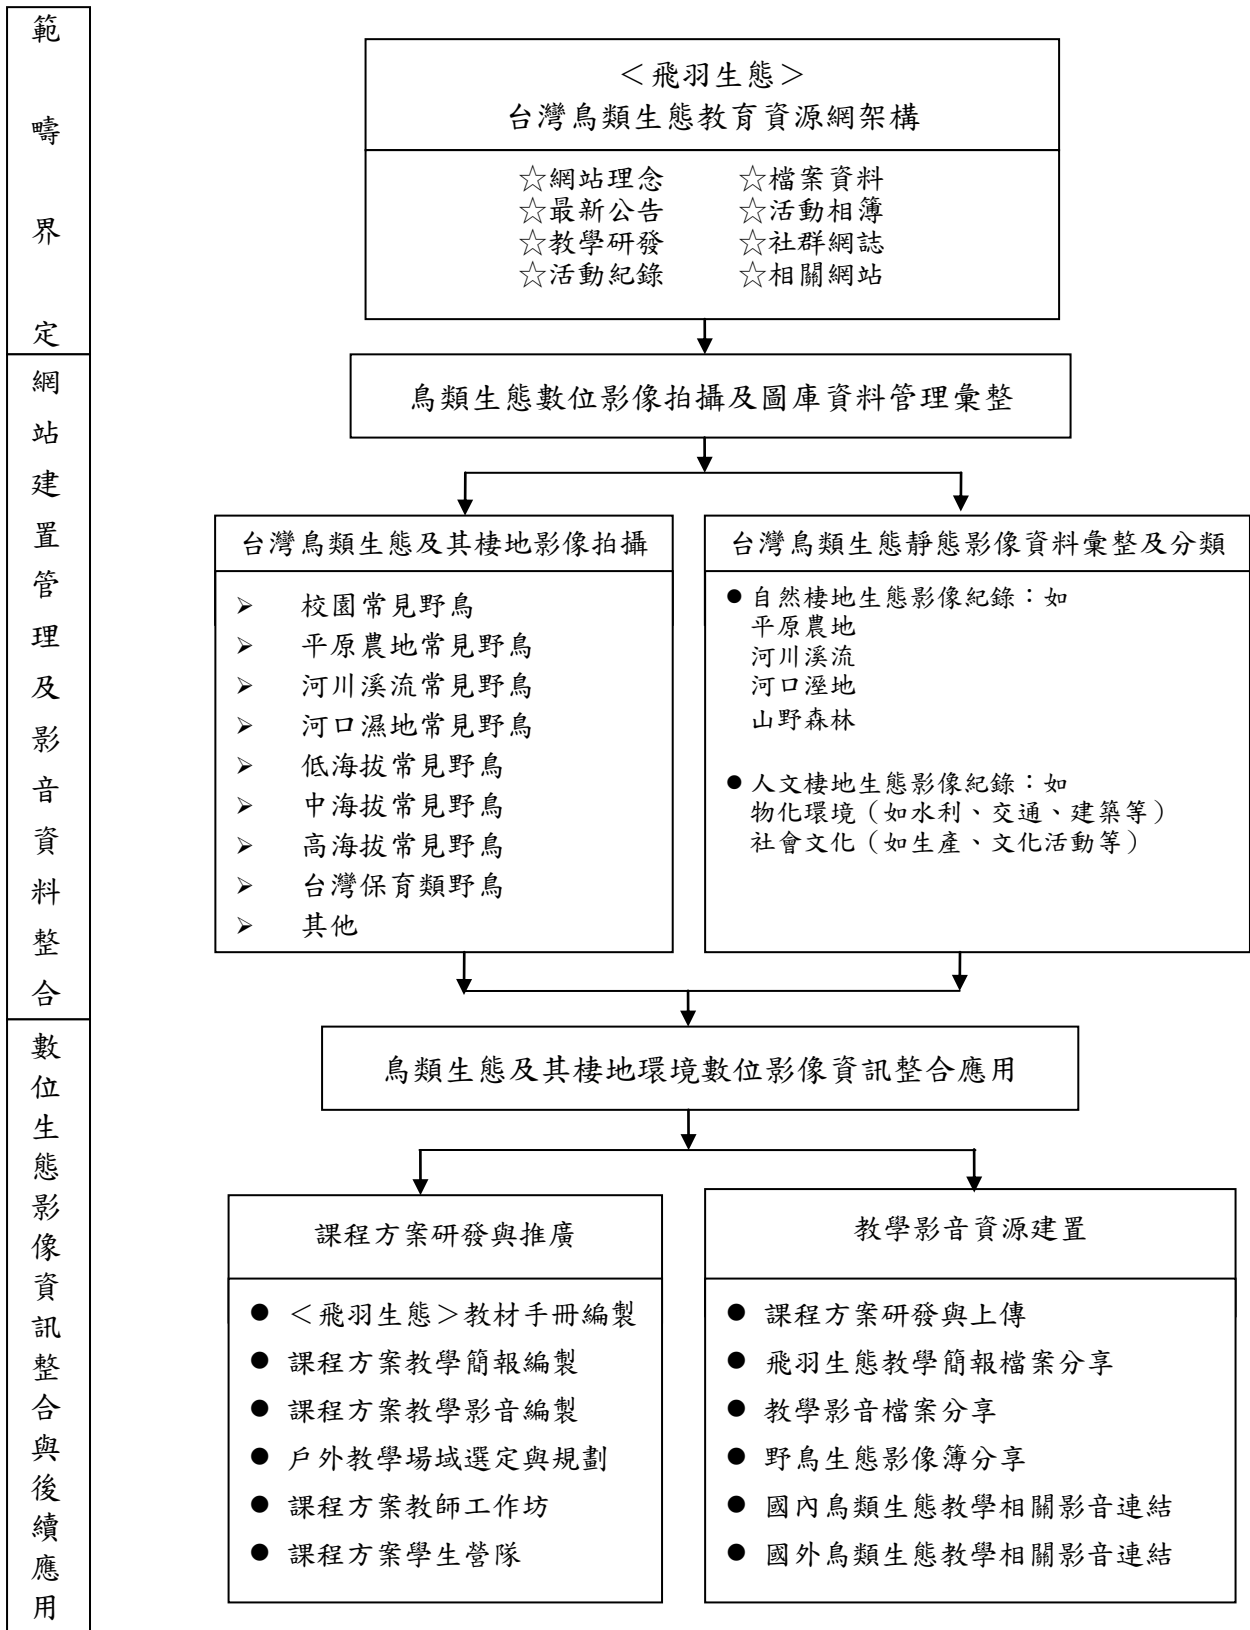 範疇界定
＜飛羽生態＞
台灣鳥類生態教育資源網架構
☆網站理念 ☆檔案資料
☆最新公告 ☆活動相簿
☆教學研發 ☆社群網誌
☆活動紀錄 ☆相關網站
網站建置管理及影音資料整合
鳥類生態數位影像拍攝及圖庫資料管理彙整
台灣鳥類生態及其棲地影像拍攝
➢ 校園常見野鳥
➢ 平原農地常見野鳥
➢ 河川溪流常見野鳥
➢ 河口濕地常見野鳥
➢ 低海拔常見野鳥
➢ 中海拔常見野鳥
➢ 高海拔常見野鳥
➢ 台灣保育類野鳥
➢ 其他
台灣鳥類生態靜態影像資料彙整及分類
● 自然棲地生態影像紀錄：如
平原農地
河川溪流
河口溼地
山野森林
● 人文棲地生態影像紀錄：如
物化環境（如水利、交通、建築等）
社會文化（如生產、文化活動等）
數位生態影像資訊整合與後續應用
鳥類生態及其棲地環境數位影像資訊整合應用
課程方案研發與推廣
● ＜飛羽生態＞教材手冊編製
● 課程方案教學簡報編製
● 課程方案教學影音編製
● 戶外教學場域選定與規劃
● 課程方案教師工作坊
● 課程方案學生營隊
教學影音資源建置
● 課程方案研發與上傳
● 飛羽生態教學簡報檔案分享
● 教學影音檔案分享
● 野鳥生態影像簿分享
● 國內鳥類生態教學相關影音連結
● 國外鳥類生態教學相關影音連結